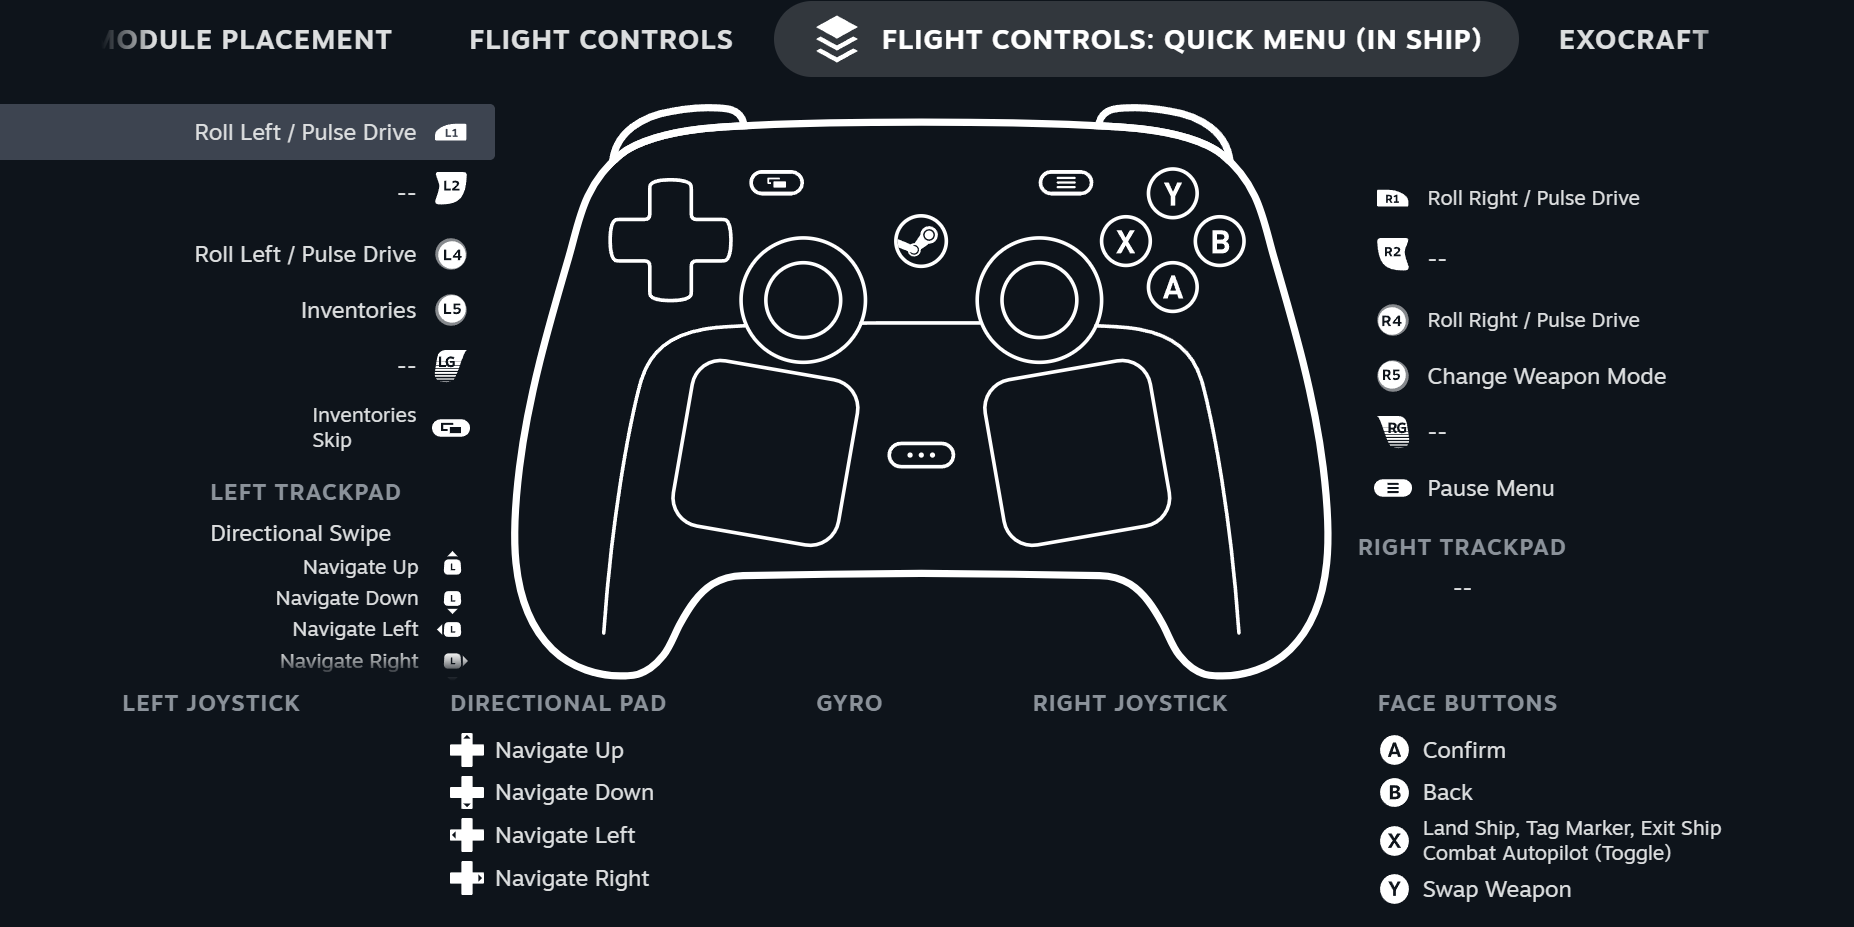 MODULE PLACEMENT
FLIGHT CONTROLS
FLIGHT CONTROLS: QUICK MENU (IN SHIP)
EXOCRAFT
Roll Left / Pulse Drive L1
-- L2
Roll Left / Pulse Drive L4
Inventories L5
-- LG
Inventories
Skip
LEFT TRACKPAD
Directional Swipe
Navigate Up L
Navigate Down L
Navigate Left L
Navigate Right L
Y
X
B
A
R1 Roll Right / Pulse Drive
R2 --
R4 Roll Right / Pulse Drive
R5 Change Weapon Mode
RG --
Pause Menu
RIGHT TRACKPAD
--
LEFT JOYSTICK
DIRECTIONAL PAD
Navigate Up
Navigate Down
Navigate Left
Navigate Right
GYRO
RIGHT JOYSTICK
FACE BUTTONS
A Confirm
B Back
X Land Ship, Tag Marker, Exit Ship
Combat Autopilot (Toggle)
Y Swap Weapon